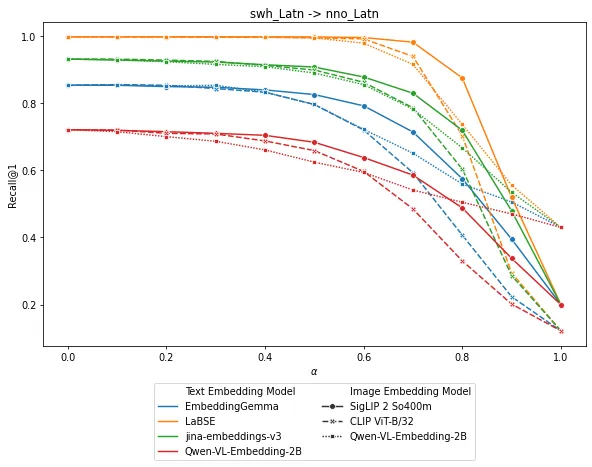 swh_Latn -> nno_Latn
Recall@1
1.0
0.8
0.6
0.4
0.2
0.0 0.2 0.4 0.6 0.8 1.0
α
Text Embedding Model
EmbeddingGemma
LaBSE
jina-embeddings-v3
Qwen-VL-Embedding-2B
Image Embedding Model
SigLIP 2 So400m
CLIP ViT-B/32
Qwen-VL-Embedding-2B